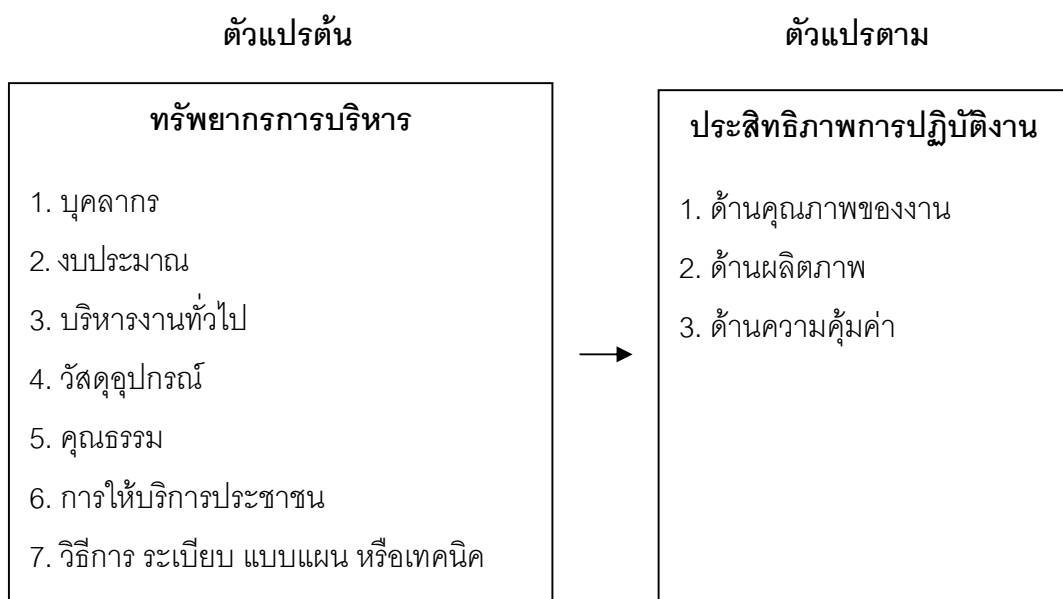 ตัวแปรต้น
ตัวแปรตาม
ทรัพยากรการบริหาร
1. บุคลากร
2. งบประมาณ
3. บริหารงานทั่วไป
4. วัสดุอุปกรณ์
5. คุณธรรม
6. การให้บริการประชาชน
7. วิธีการ ระเบียบ แบบแผน หรือเทคนิค
ประสิทธิภาพการปฏิบัติงาน
1. ด้านคุณภาพของงาน
2. ด้านผลิตภาพ
3. ด้านความคุ้มค่า